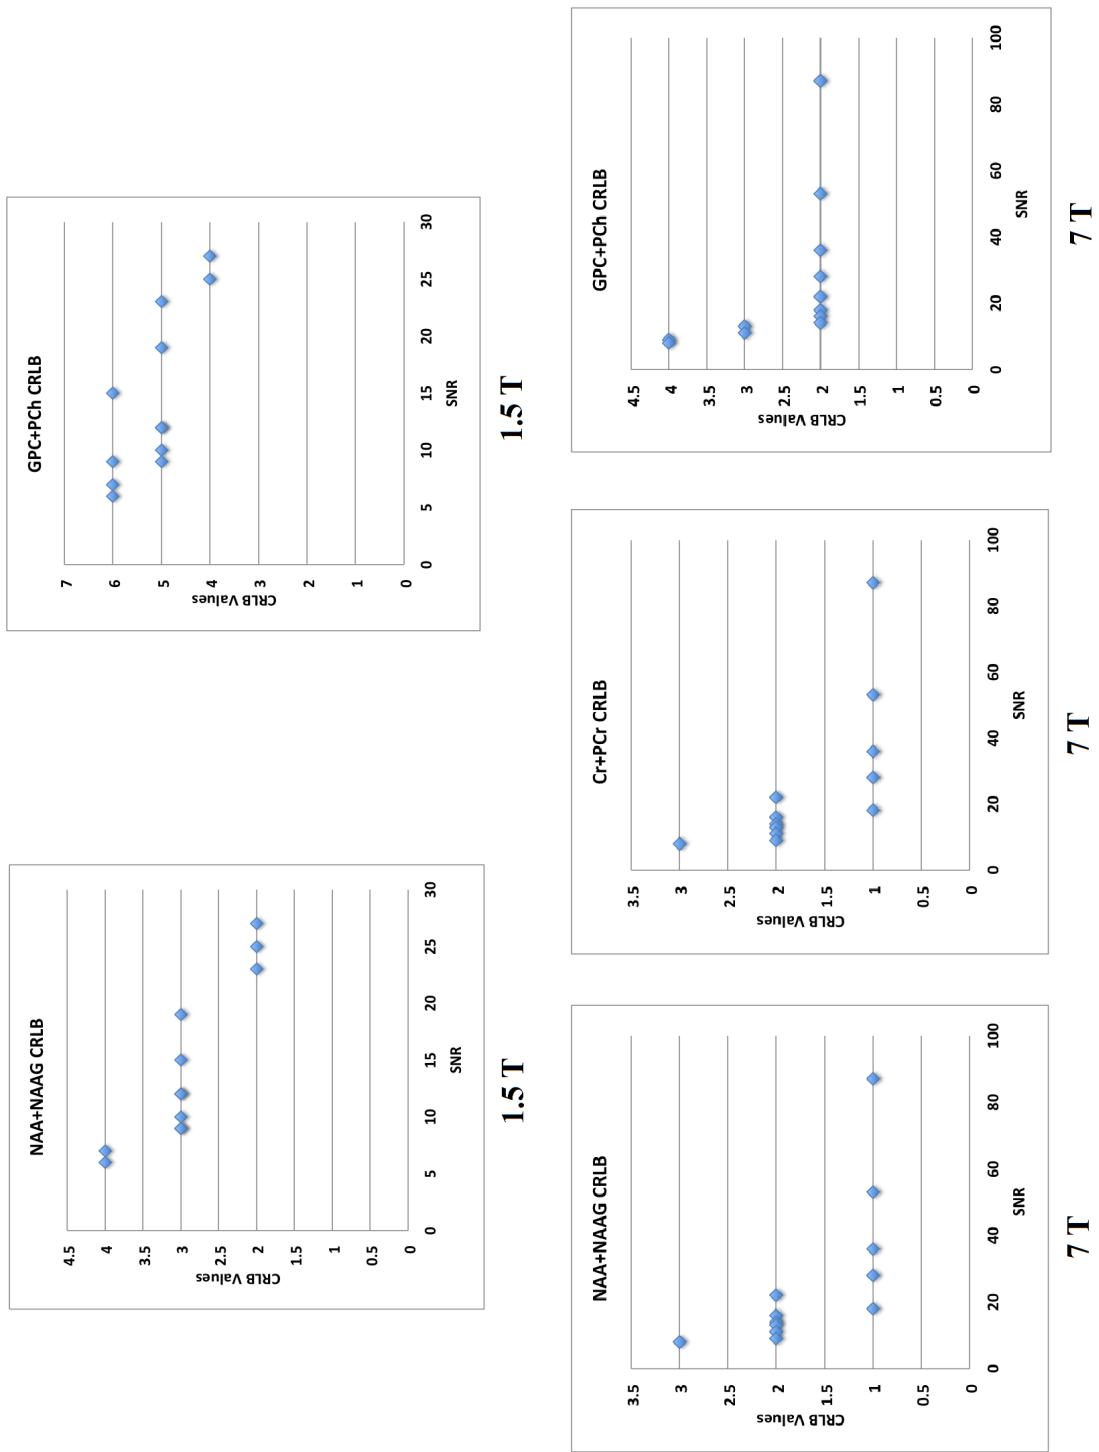 NAA+NAAG CRLB
CRLB Values
4.5
4
3.5
3
2.5
2
1.5
1
0.5
0
0 5 10 15 20 25 30
SNR
1.5 T
GPC+PCh CRLB
CRLB Values
7
6
5
4
3
2
1
0
0 5 10 15 20 25 30
SNR
1.5 T
NAA+NAAG CRLB
CRLB Values
3.5
3
2.5
2
1.5
1
0.5
0
0 20 40 60 80 100
SNR
7 T
Cr+PCr CRLB
CRLB Values
3.5
3
2.5
2
1.5
1
0.5
0
0 20 40 60 80 100
SNR
7 T
GPC+PCh CRLB
CRLB Values
4.5
4
3.5
3
2.5
2
1.5
1
0.5
0
0 20 40 60 80 100
SNR
7 T